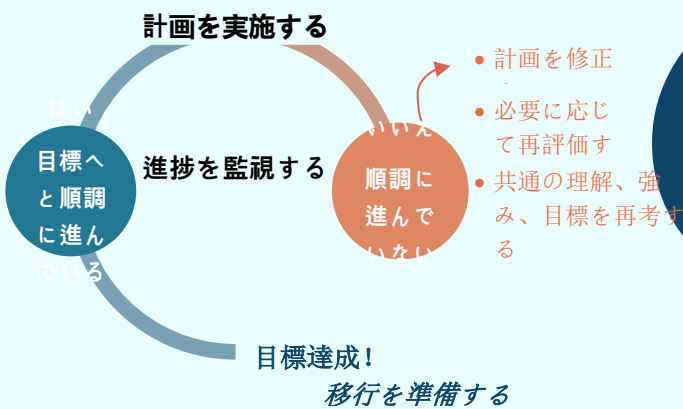 計画を実施する
はい
目標へ
と順調
に進ん
でいる
進捗を監視する
いいえ
順調に
進んで
いない
計画を修正
必要に応じ
て再評価す
共通の理解、強
み、目標を再考す
る
目標達成！
移行を準備する